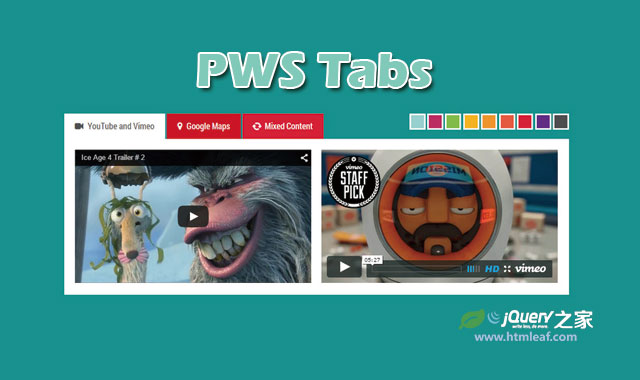 PWS Tabs
YouTube and Vimeo
Google Maps
Mixed Content
Ice Age 4 Trailer # 2
vimeo
STAFF
PICK
05:27
HD
vimeo
jQuery之家
write less, do more.
www.htmleaf.com